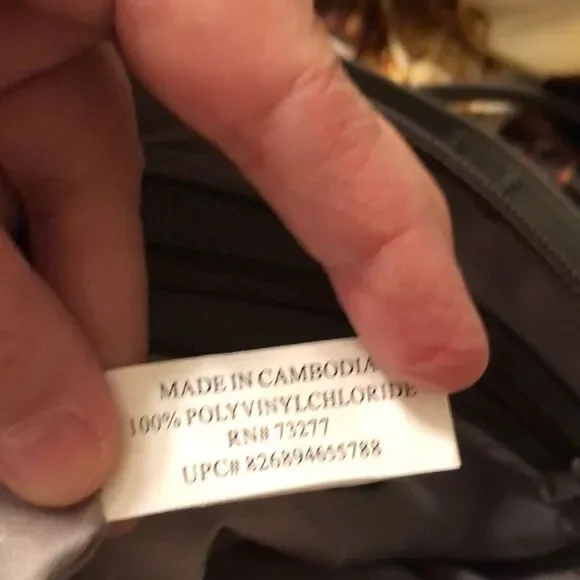 MADE IN CAMBODIA
100% POLYVINYLCHLORIDE
RN# 73277
UPC# 826894655788